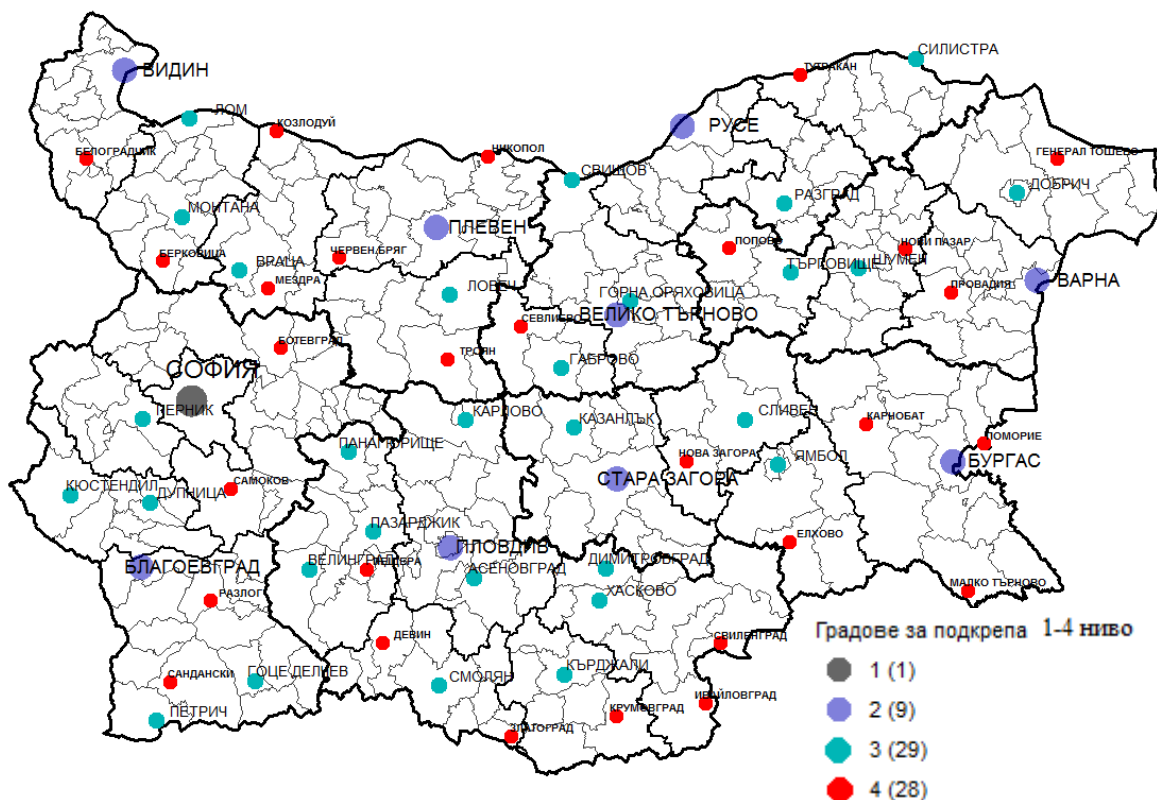 СИЛИСТРА
ВИДИН
ТУТРАКАН
ЛОМ
КОЗЛОДУЙ
РУСЕ
БЕЛОГРАДЧИК
НИКОПОЛ
ГЕНЕРАЛ ТОШЕВО
СВИЩОВ
ДОБРИЧ
РАЗГРАД
МОНТАНА
ПЛЕВЕН
БЕРКОВИЦА
ВРАЦА
ЧЕРВЕН БРЯГ
ПОПОВО
НОВИ ПАЗАР
ТЪРГОВИЩЕ
ШУМЕН
МЕЗДРА
ПРОВАДИЯ
ВАРНА
ЛОВЕЧ
ГОРНА ОРЯХОВИЦА
СЕВЛИЕВО
ВЕЛИКО ТЪРНОВО
БОТЕВГРАД
ТРОЯН
ГАБРОВО
СОФИЯ
ПЕРНИК
КАРЛОВО
КАЗАНЛЪК
СЛИВЕН
КАРНОБАТ
ПАНАГЮРИЩЕ
ПОМОРИЕ
НОВА ЗАГОРА
ЯМБОЛ
БУРГАС
КЮСТЕНДИЛ
ДУПНИЦА
САМОКОВ
СТАРА ЗАГОРА
ПАЗАРДЖИК
ЕЛХОВО
ПЛОВДИВ
БЛАГОЕВГРАД
ВЕЛИНГРАД
ПЕЩЕРА
АСЕНОВГРАД
ДИМИТРОВГРАД
ХАСКОВО
МАЛКО ТЪРНОВО
РАЗЛОГ
ДЕВИН
СВИЛЕНГРАД
САНДАНСКИ
ГОЦЕ ДЕЛЧЕВ
СМОЛЯН
КЪРДЖАЛИ
ИВАЙЛОВГРАД
ПЕТРИЧ
КРУМОВГРАД
ЗЛАТОГРАД
Градове за подкрепа 1-4 ниво
1 (1)
2 (9)
3 (29)
4 (28)